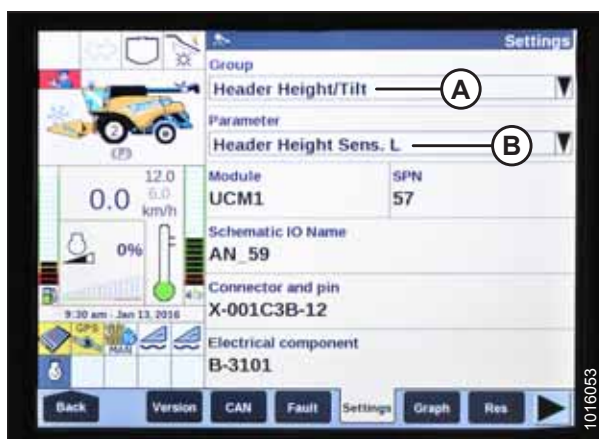 Settings
Group
Header Height/Tilt
A
Parameter
Header Height Sens. L
B
Module
SPN
UCM1
57
Schematic IO Name
AN_59
Connector and pin
X-001C3B-12
Electrical component
B-3101
2
(P)
12.0
0.0
6.0
km/h
0%
9:30 am - Jan 13, 2016
GPS
MAN
Back
Version
CAN
Fault
Settings
Graph
Res
1016053